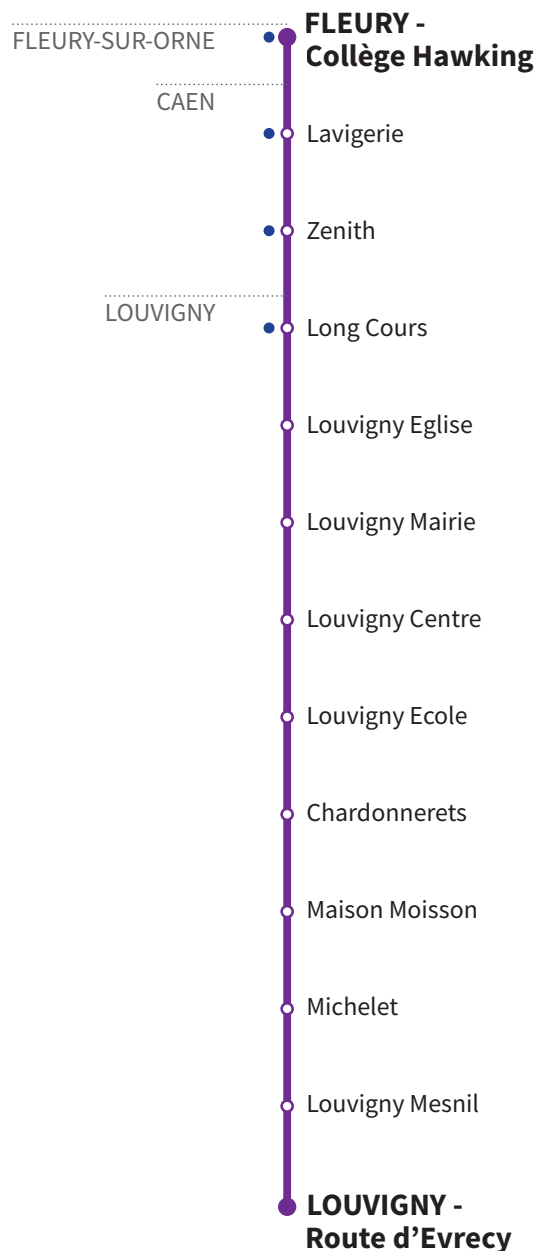 FLEURY-SUR-ORNE
FLEURY -
Collège Hawking
CAEN
Lavigerie
Zenith
LOUVIGNY
Long Cours
Louvigny Eglise
Louvigny Mairie
Louvigny Centre
Louvigny Ecole
Chardonnerets
Maison Moisson
Michelet
Louvigny Mesnil
LOUVIGNY -
Route d'Evrecy